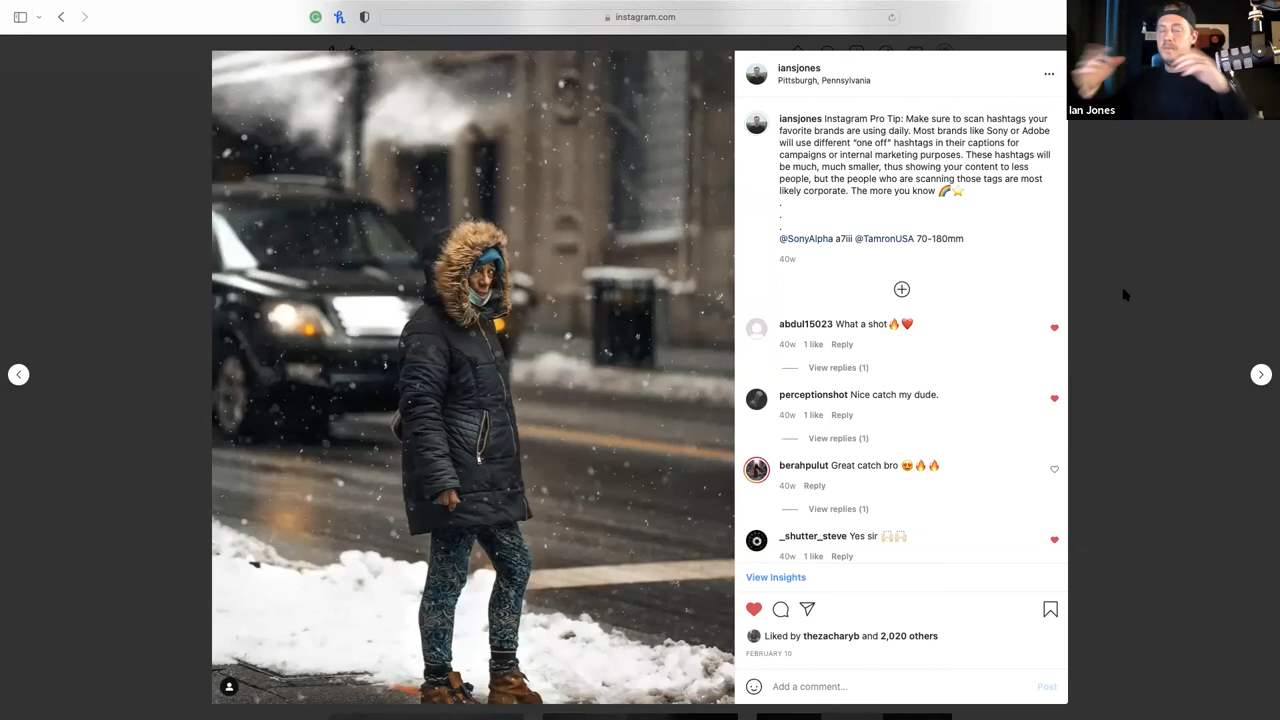 instagram.com
Ian Jones
iansjones
Pittsburgh, Pennsylvania
iansjones Instagram Pro Tip: Make sure to scan hashtags your
favorite brands are using daily. Most brands like Sony or Adobe
will use different “one off” hashtags in their captions for
campaigns or internal marketing purposes. These hashtags will
be much, much smaller, thus showing your content to less
people, but the people who are scanning those tags are most
likely corporate. The more you know 🌈⭐
.
.
.
@SonyAlpha a7iii @TamronUSA 70-180mm
40w
abdul15023 What a shot🔥❤️
40w 1 like Reply
View replies (1)
perceptionshot Nice catch my dude.
40w 1 like Reply
View replies (1)
berahpulut Great catch bro 😍🔥🔥
40w Reply
View replies (1)
_shutter_steve Yes sir 🙌🏻🙌🏻
40w 1 like Reply
View Insights
Liked by thezacharyb and 2,020 others
FEBRUARY 10
Add a comment...
Post